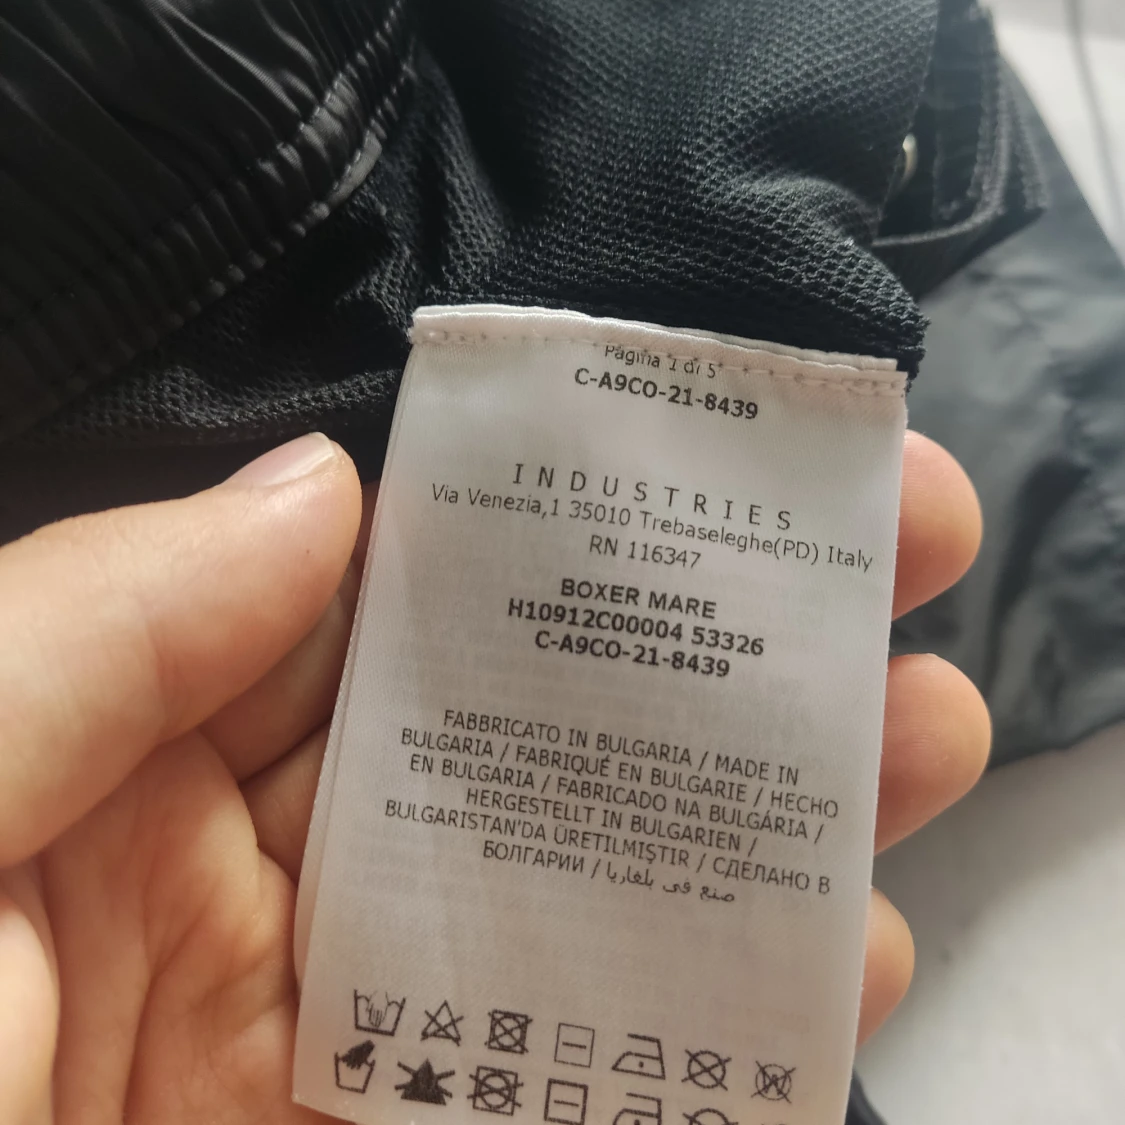 Pagina 1 di 5
C-A9CO-21-8439
INDUSTRIES
Via Venezia,1 35010 Trebaseleghe(PD) Italy
RN 116347
BOXER MARE
H10912C00004 53326
C-A9CO-21-8439
FABBRICATO IN BULGARIA / MADE IN
BULGARIA / FABRIQUÉ EN BULGARIE / HECHO
EN BULGARIA / FABRICADO NA BULGÁRIA /
HERGESTELLT IN BULGARIEN /
BULGARISTAN'DA ÜRETILMIŞTIR / СДЕЛАНО В
БОЛГАРИИ / صنع في بلغاريا